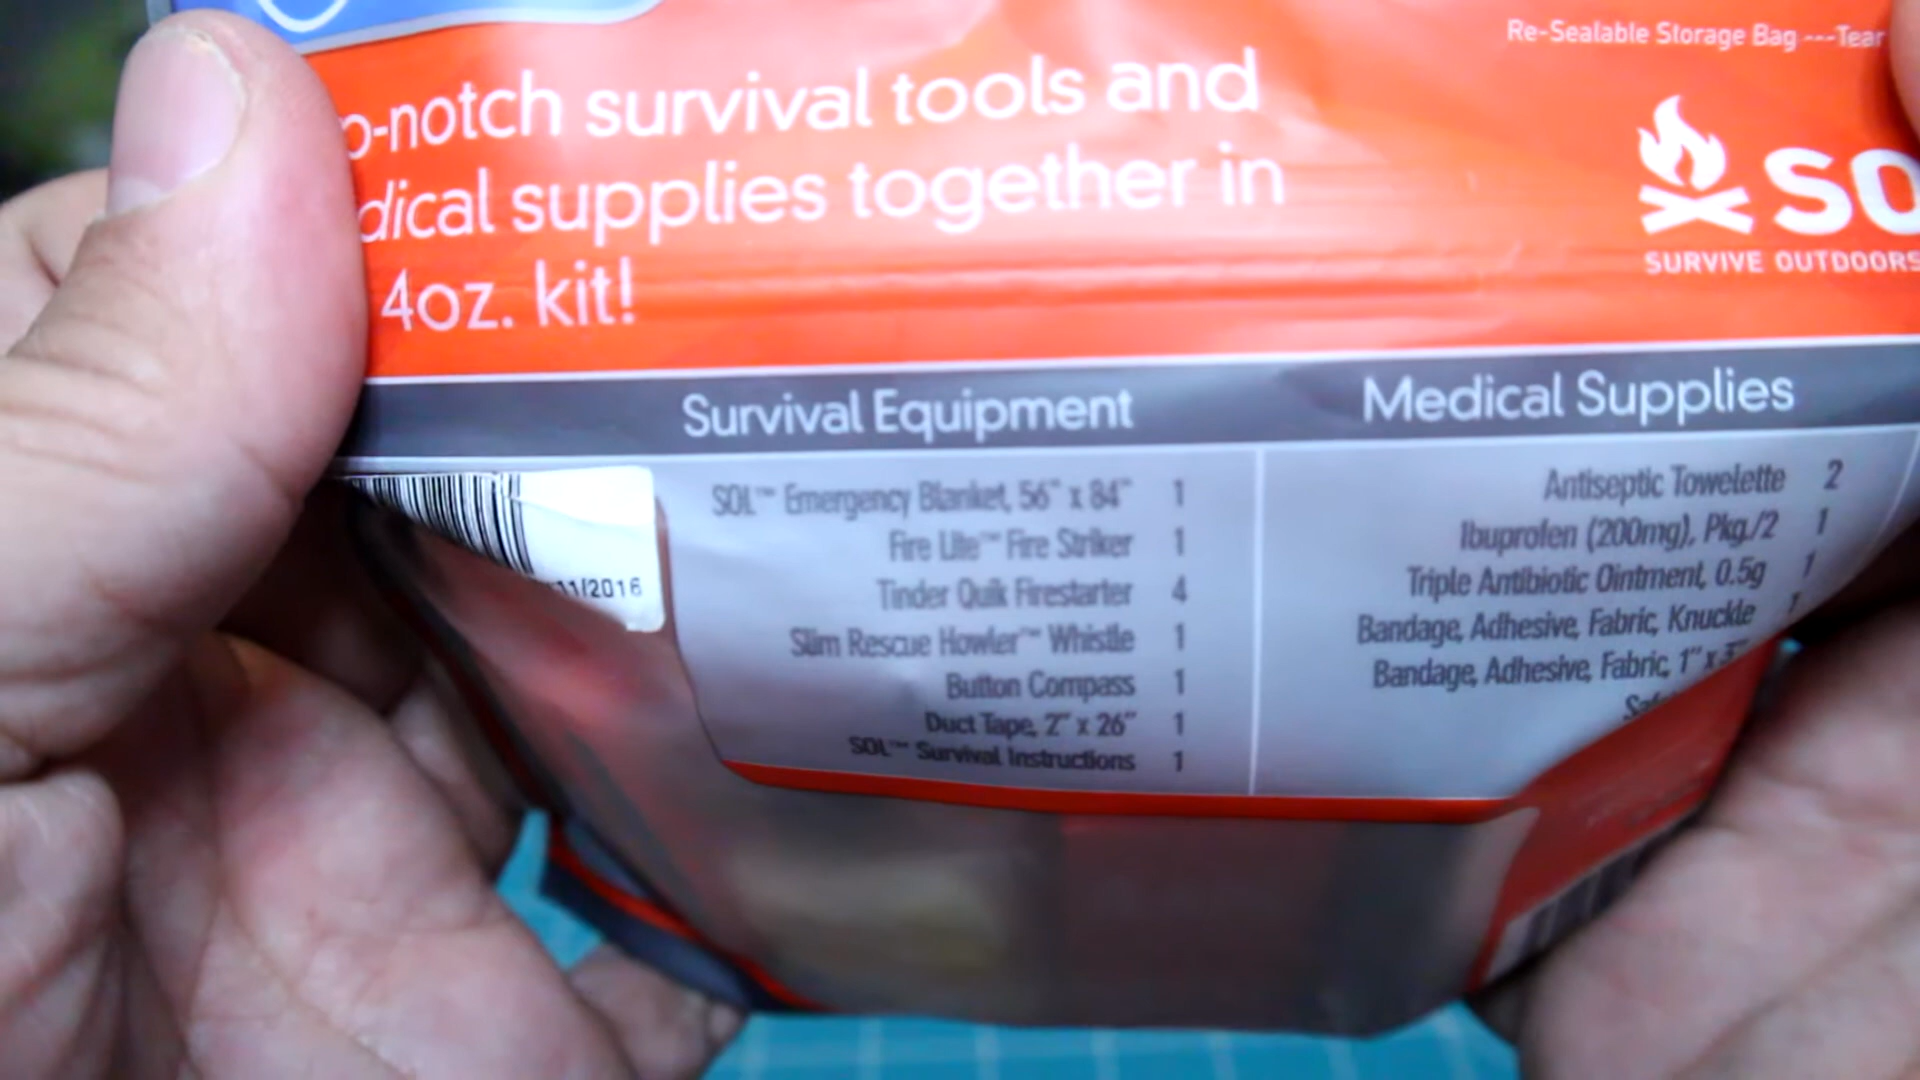 Re-Sealable Storage Bag ---Tear
p-notch survival tools and
dical supplies together in
4oz. kit!
SO
SURVIVE OUTDOORS
Survival Equipment
SOL™ Emergency Blanket, 56" x 84" 1
Fire Lite™ Fire Striker 1
Tinder Quik Firestarter 4
Slim Rescue Howler™ Whistle 1
Button Compass 1
Duct Tape, 2" x 26" 1
SOL™ Survival Instructions 1
Medical Supplies
Antiseptic Towelette 2
Ibuprofen (200mg), Pkg./2 1
Triple Antibiotic Ointment, 0.5g 1
Bandage, Adhesive, Fabric, Knuckle 1
Bandage, Adhesive, Fabric, 1" x 3"
11/2016